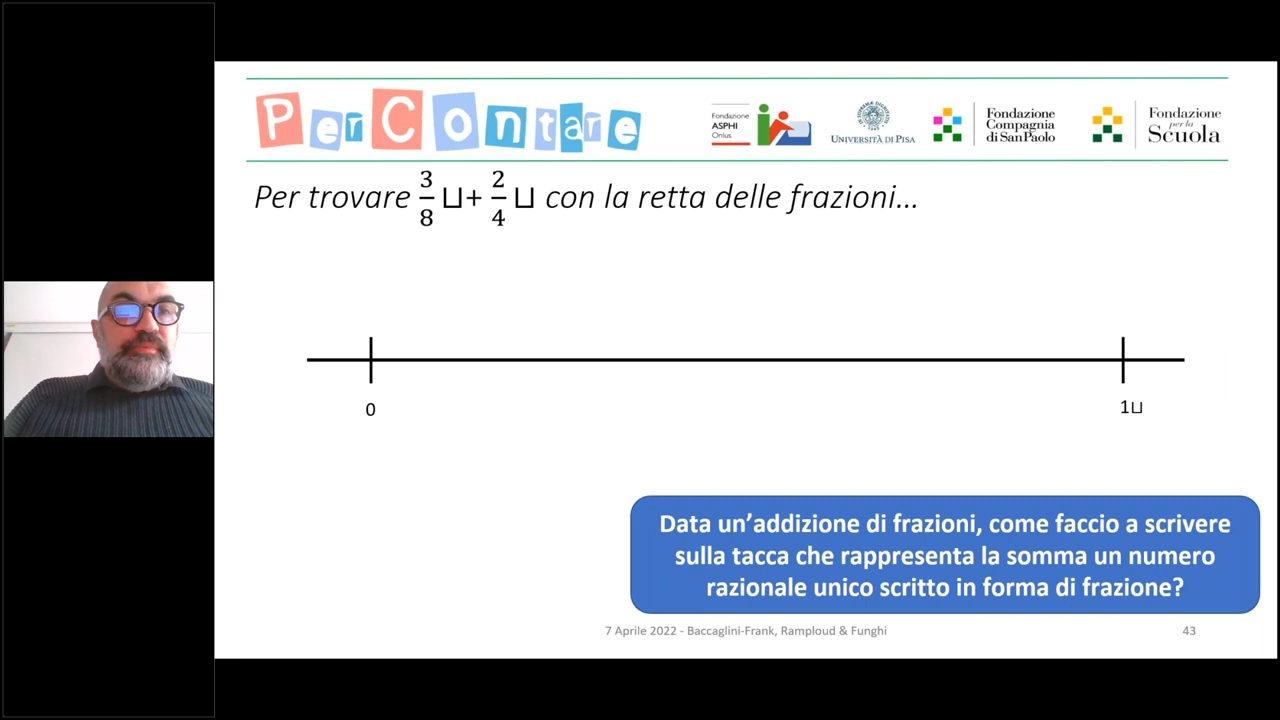 PerContare
Fondazione
ASPHI
Onlus
UNIVERSITÀ DI PISA
Fondazione
Compagnia
di San Paolo
Fondazione
per la
Scuola
Per trovare 3/8 ⊔+ 2/4 ⊔ con la retta delle frazioni...
0
1⊔
Data un'addizione di frazioni, come faccio a scrivere
sulla tacca che rappresenta la somma un numero
razionale unico scritto in forma di frazione?
7 Aprile 2022 - Baccaglini-Frank, Ramploud & Funghi
43